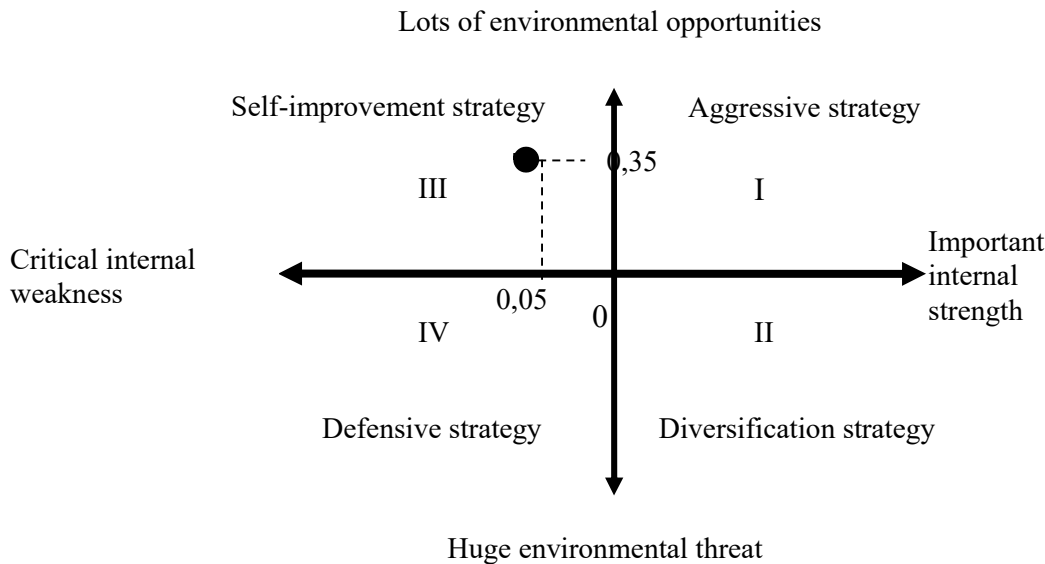 Lots of environmental opportunities
Self-improvement strategy
Aggressive strategy
0,35
III
I
Critical internal
weakness
Important
internal
strength
0,05
0
IV
II
Defensive strategy
Diversification strategy
Huge environmental threat